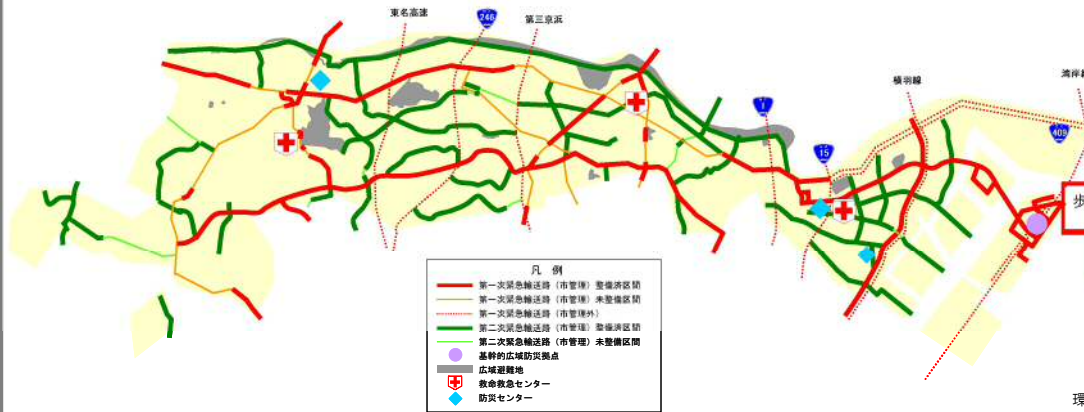 東名高速
246
第三京浜
1
横羽線
湾岸線
409
15
歩
凡 例
第一次緊急輸送路（市管理）整備済区間
第一次緊急輸送路（市管理）未整備区間
第一次緊急輸送路（市管理外）
第二次緊急輸送路（市管理）整備済区間
第二次緊急輸送路（市管理）未整備区間
基幹的広域防災拠点
広域避難地
救命救急センター
防災センター
環